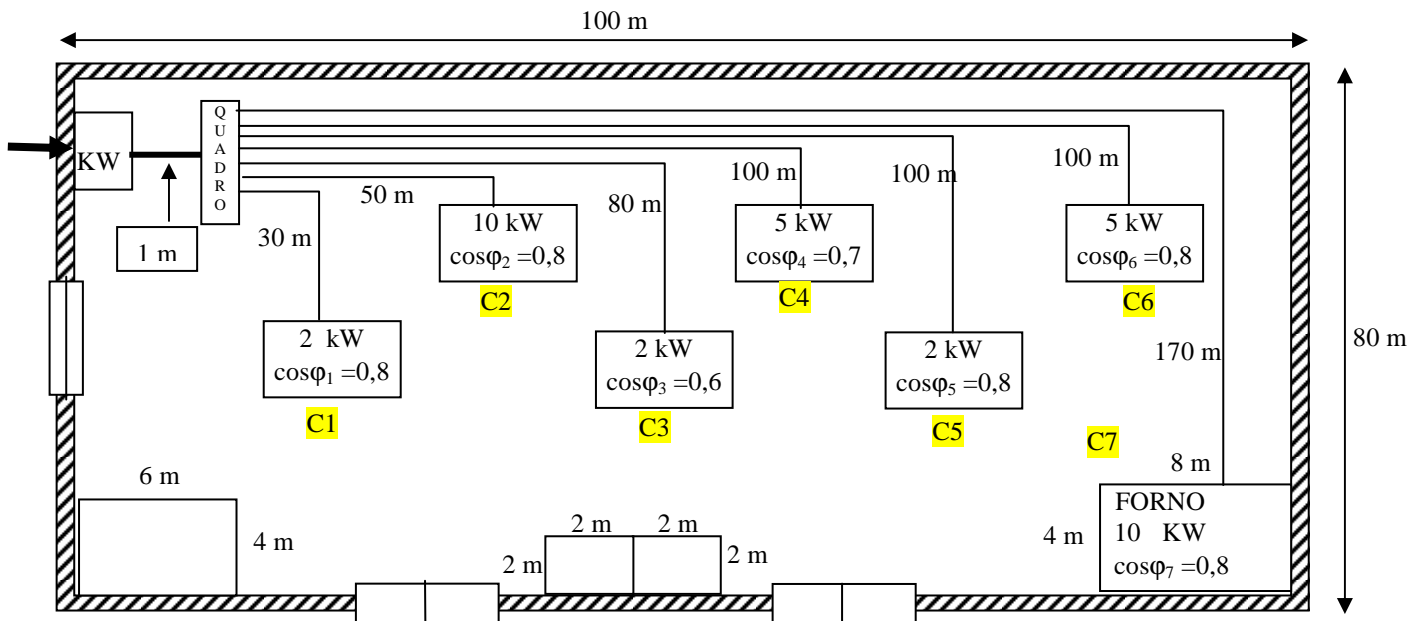 100 m
KW
QUADRO
1 m
30 m
50 m
80 m
100 m
100 m
100 m
170 m
80 m
2 kW
cosφ₁ =0,8
C1
10 kW
cosφ₂ =0,8
C2
2 kW
cosφ₃ =0,6
C3
5 kW
cosφ₄ =0,7
C4
2 kW
cosφ₅ =0,8
C5
5 kW
cosφ₆ =0,8
C6
C7
8 m
4 m
FORNO
10 KW
cosφ₇ =0,8
6 m
4 m
2 m
2 m
2 m
2 m